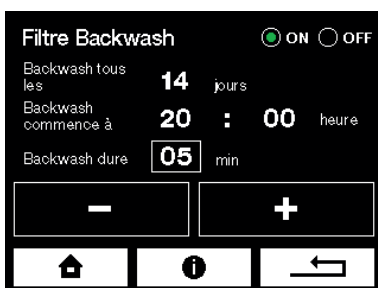 Filtre Backwash ON OFF
Backwash tous
les 14 jours
Backwash
commence à 20 : 00 heure
Backwash dure 05 min
− +
i